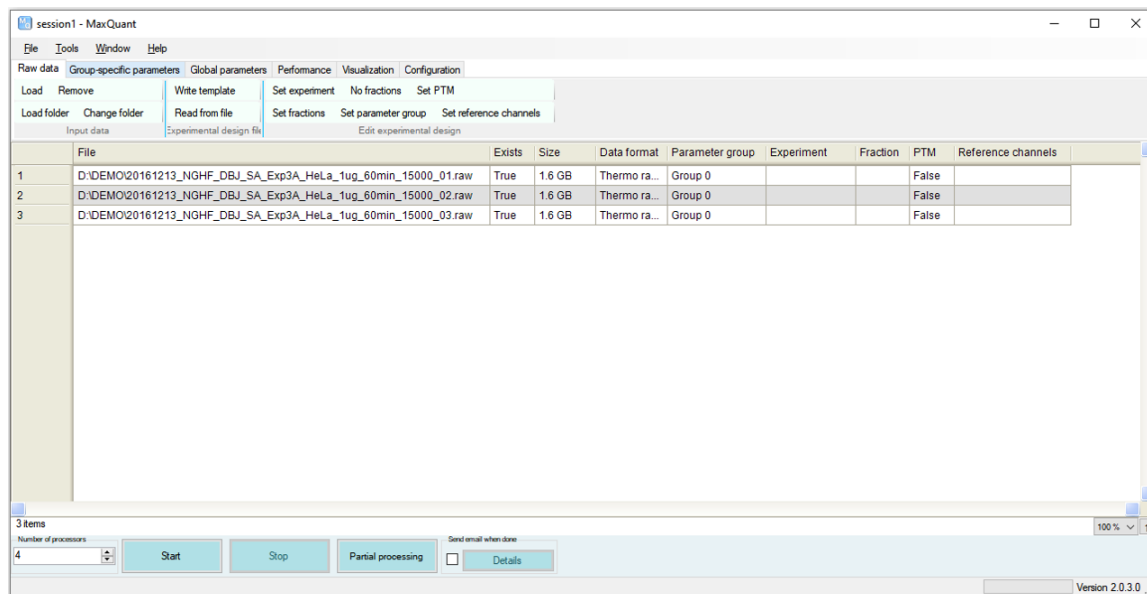 session1 - MaxQuant
File Tools Window Help
Raw data Group-specific parameters Global parameters Performance Visualization Configuration
Load Remove Write template Set experiment No fractions Set PTM
Load folder Change folder Read from file Set fractions Set parameter group Set reference channels
Input data Experimental design file Edit experimental design
File Exists Size Data format Parameter group Experiment Fraction PTM Reference channels
1 D:\DEMO\20161213_NGHF_DBJ_SA_Exp3A_HeLa_1ug_60min_15000_01.raw True 1.6 GB Thermo ra... Group 0 False
2 D:\DEMO\20161213_NGHF_DBJ_SA_Exp3A_HeLa_1ug_60min_15000_02.raw True 1.6 GB Thermo ra... Group 0 False
3 D:\DEMO\20161213_NGHF_DBJ_SA_Exp3A_HeLa_1ug_60min_15000_03.raw True 1.6 GB Thermo ra... Group 0 False
3 items 100 %
Number of processors Send email when done
4 Start Stop Partial processing Details
Version 2.0.3.0